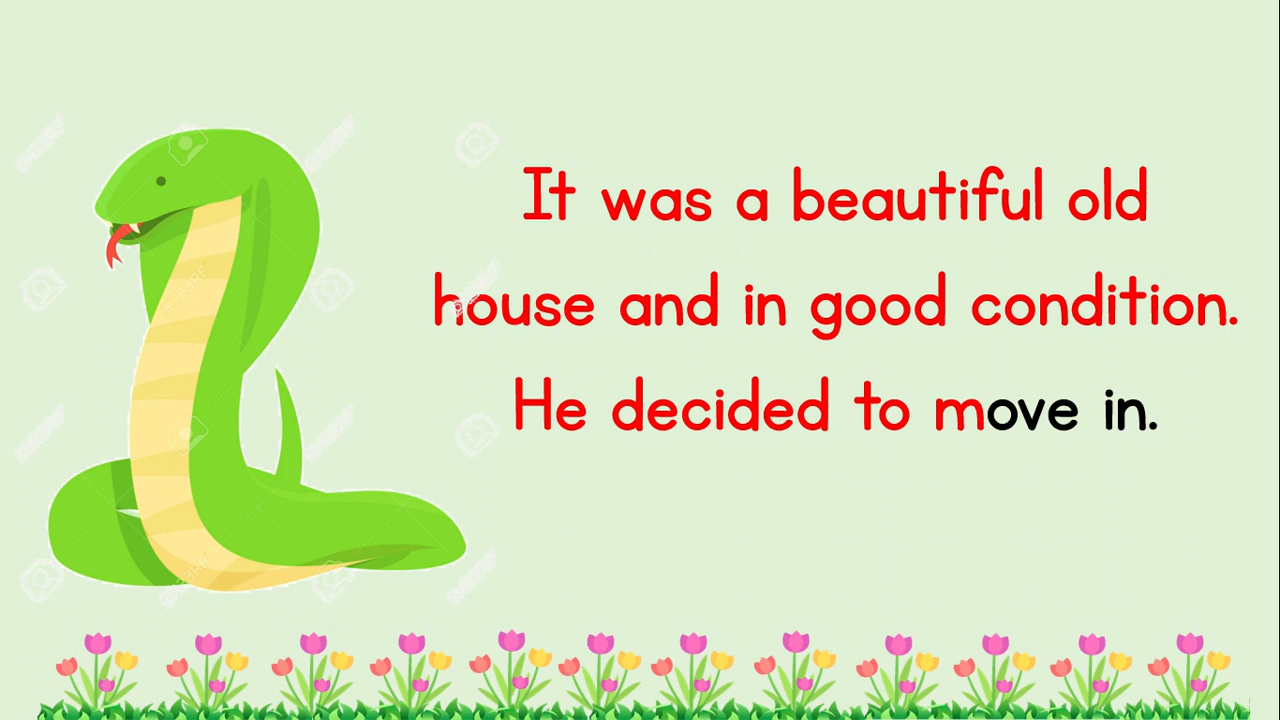 It was a beautiful old
house and in good condition.
He decided to move in.